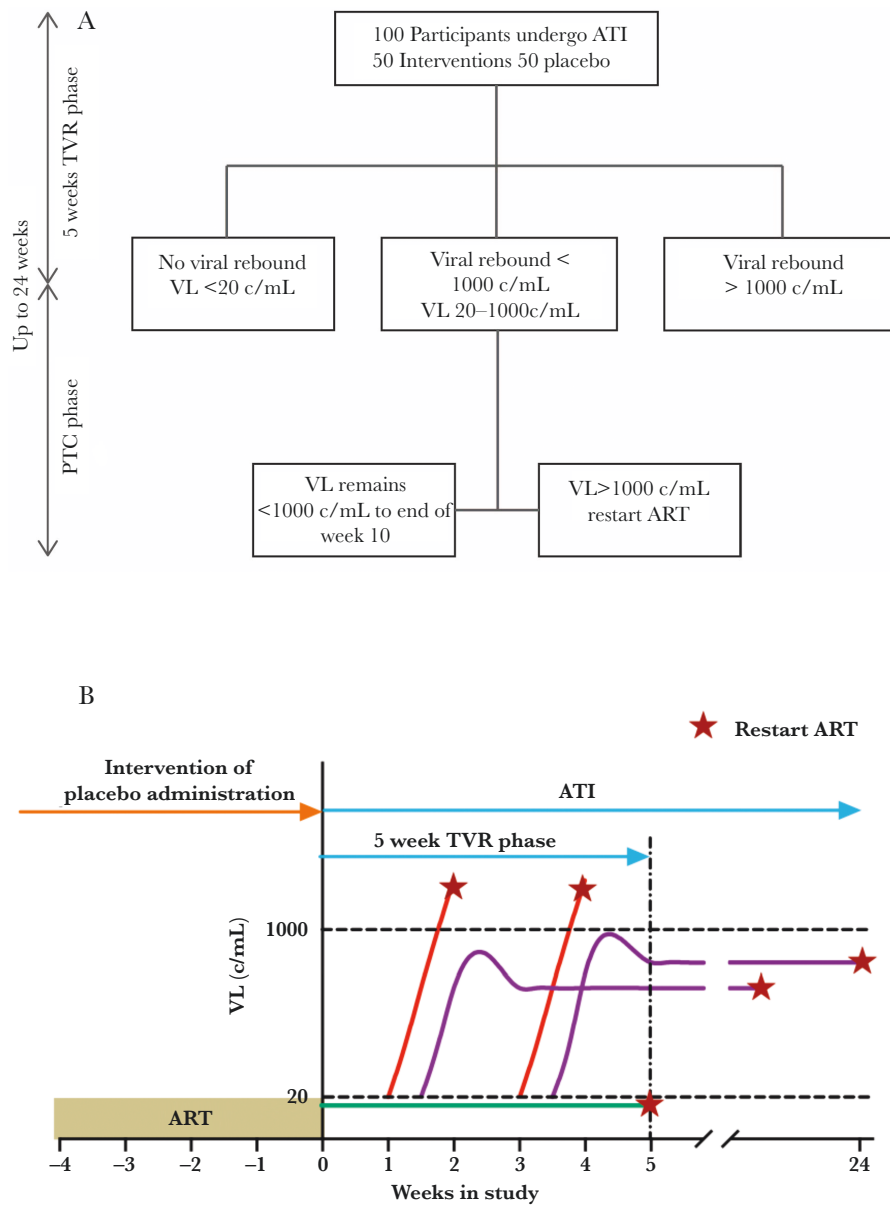 A
100 Participants undergo ATI
50 Interventions 50 placebo
Up to 24 weeks
5 weeks TVR phase
PTC phase
No viral rebound
VL <20 c/mL
Viral rebound <
1000 c/mL
VL 20–1000c/mL
Viral rebound
> 1000 c/mL
VL remains
<1000 c/mL to end of
week 10
VL>1000 c/mL
restart ART
B
Restart ART
Intervention of
placebo administration
ATI
5 week TVR phase
VL (c/mL)
1000
20
ART
–4 –3 –2 –1 0 1 2 3 4 5 24
Weeks in study